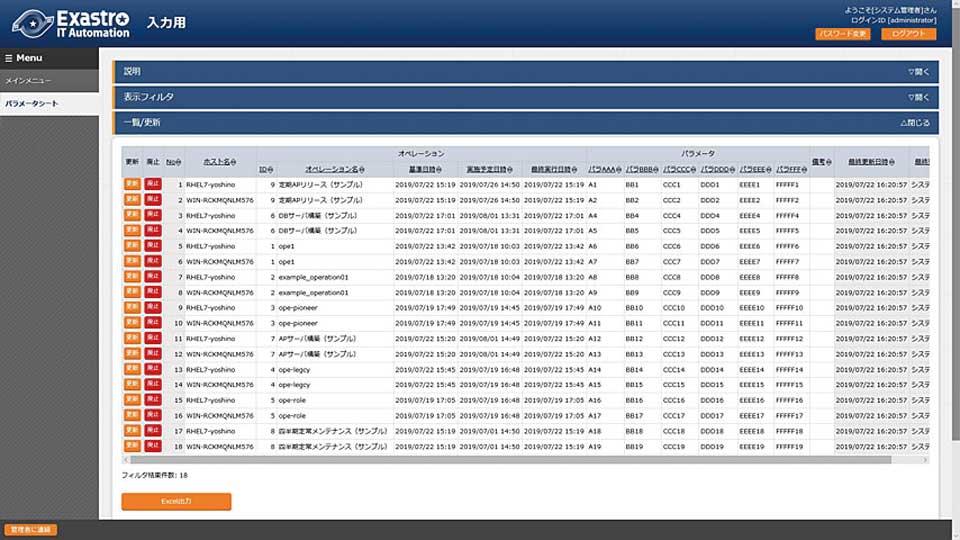 Exastro
IT Automation
入力用
ようこそ[システム管理者]さん
ログインID [administrator]
パスワード変更 ログアウト
☰ Menu
メインメニュー
パラメータシート
説明 ▽開く
表示フィルタ ▽開く
一覧/更新 △閉じる
オペレーション パラメータ
更新 廃止 No ホスト名 ID オペレーション名 基準日時 実施予定日時 最終実行日時 パラAAA パラBBB パラCCC パラDDD パラEEE パラFFF 備考 最終更新日時 最終
更新 廃止 1 RHEL7-yoshino 9 定期APリリース（サンプル） 2019/07/22 15:19 2019/07/26 14:50 2019/07/22 15:19 A1 BB1 CCC1 DDD1 EEEE1 FFFFF1 2019/07/22 16:20:57 システ
更新 廃止 2 WIN-RCKMQNLM576 9 定期APリリース（サンプル） 2019/07/22 15:19 2019/07/26 14:50 2019/07/22 15:19 A2 BB2 CCC2 DDD2 EEEE2 FFFFF2 2019/07/22 16:20:57 システ
更新 廃止 3 RHEL7-yoshino 6 DBサーバ構築（サンプル） 2019/07/22 17:01 2019/08/01 13:31 2019/07/22 17:01 A4 BB4 CCC4 DDD4 EEEE4 FFFFF4 2019/07/22 16:20:57 システ
更新 廃止 4 WIN-RCKMQNLM576 6 DBサーバ構築（サンプル） 2019/07/22 17:01 2019/08/01 13:31 2019/07/22 17:01 A5 BB5 CCC5 DDD5 EEEE5 FFFFF5 2019/07/22 16:20:57 システ
更新 廃止 5 RHEL7-yoshino 1 ope1 2019/07/22 13:42 2019/07/18 10:03 2019/07/22 13:42 A6 BB6 CCC6 DDD6 EEEE6 FFFFF6 2019/07/22 16:20:57 システ
更新 廃止 6 WIN-RCKMQNLM576 1 ope1 2019/07/22 13:42 2019/07/18 10:03 2019/07/22 13:42 A7 BB7 CCC7 DDD7 EEEE7 FFFFF7 2019/07/22 16:20:57 システ
更新 廃止 7 RHEL7-yoshino 2 example_operation01 2019/07/18 13:20 2019/07/18 10:04 2019/07/18 13:20 A8 BB8 CCC8 DDD8 EEEE8 FFFFF8 2019/07/22 16:20:57 システ
更新 廃止 8 WIN-RCKMQNLM576 2 example_operation01 2019/07/18 13:20 2019/07/18 10:04 2019/07/18 13:20 A9 BB9 CCC9 DDD9 EEEE9 FFFFF9 2019/07/22 16:20:57 システ
更新 廃止 9 RHEL7-yoshino 3 ope-pioneer 2019/07/19 17:49 2019/07/19 14:45 2019/07/19 17:49 A10 BB10 CCC10 DDD10 EEEE10 FFFFF10 2019/07/22 16:20:57 システ
更新 廃止 10 WIN-RCKMQNLM576 3 ope-pioneer 2019/07/19 17:49 2019/07/19 14:45 2019/07/19 17:49 A11 BB11 CCC11 DDD11 EEEE11 FFFFF11 2019/07/22 16:20:57 システ
更新 廃止 11 RHEL7-yoshino 7 APサーバ構築（サンプル） 2019/07/22 15:20 2019/08/01 14:49 2019/07/22 15:20 A12 BB12 CCC12 DDD12 EEEE12 FFFFF12 2019/07/22 16:20:57 システ
更新 廃止 12 WIN-RCKMQNLM576 7 APサーバ構築（サンプル） 2019/07/22 15:20 2019/08/01 14:49 2019/07/22 15:20 A13 BB13 CCC13 DDD13 EEEE13 FFFFF13 2019/07/22 16:20:57 システ
更新 廃止 13 RHEL7-yoshino 4 ope-legcy 2019/07/22 15:45 2019/07/19 16:48 2019/07/22 15:45 A14 BB14 CCC14 DDD14 EEEE14 FFFFF14 2019/07/22 16:20:57 システ
更新 廃止 14 WIN-RCKMQNLM576 4 ope-legcy 2019/07/22 15:45 2019/07/19 16:48 2019/07/22 15:45 A15 BB15 CCC15 DDD15 EEEE15 FFFFF15 2019/07/22 16:20:57 システ
更新 廃止 15 RHEL7-yoshino 5 ope-role 2019/07/19 17:05 2019/07/19 16:48 2019/07/19 17:05 A16 BB16 CCC16 DDD16 EEEE16 FFFFF16 2019/07/22 16:20:57 システ
更新 廃止 16 WIN-RCKMQNLM576 5 ope-role 2019/07/19 17:05 2019/07/19 16:48 2019/07/19 17:05 A17 BB17 CCC17 DDD17 EEEE17 FFFFF17 2019/07/22 16:20:57 システ
更新 廃止 17 RHEL7-yoshino 8 四半期定常メンテナンス（サンプル） 2019/07/22 15:19 2019/07/01 14:50 2019/07/22 15:19 A18 BB18 CCC18 DDD18 EEEE18 FFFFF18 2019/07/22 16:20:57 システ
更新 廃止 18 WIN-RCKMQNLM576 8 四半期定常メンテナンス（サンプル） 2019/07/22 15:19 2019/07/01 14:50 2019/07/22 15:19 A19 BB19 CCC19 DDD19 EEEE19 FFFFF19 2019/07/22 16:20:57 システ
フィルタ結果件数: 18
Excel出力
管理者に連絡